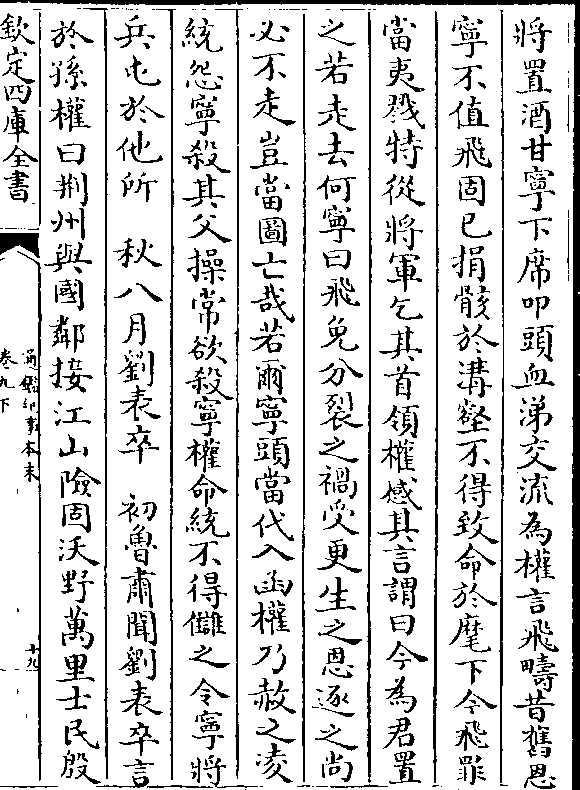 將置酒甘寧下席叩頭血涕交流為權言飛疇昔舊恩
寧不值飛固已捐骸於溝壑不得致命於麾下今飛罪
當夷戮特從將軍乞其首領權感其言謂曰今為君置
之若走去何寧曰飛免分裂之禍受更生之恩逐之尚
必不走豈當圖亡哉若爾寧頭當代入函權乃赦之凌
統怨寧殺其父操常欲殺寧權命統不得讎之令寧將
兵屯於他所　秋八月劉表卒　初魯肅聞劉表卒言
於孫權曰荆州與國鄰接江山險固沃野萬里士民殷
欽定四庫全書
通鑑紀事本末
卷九下
十九